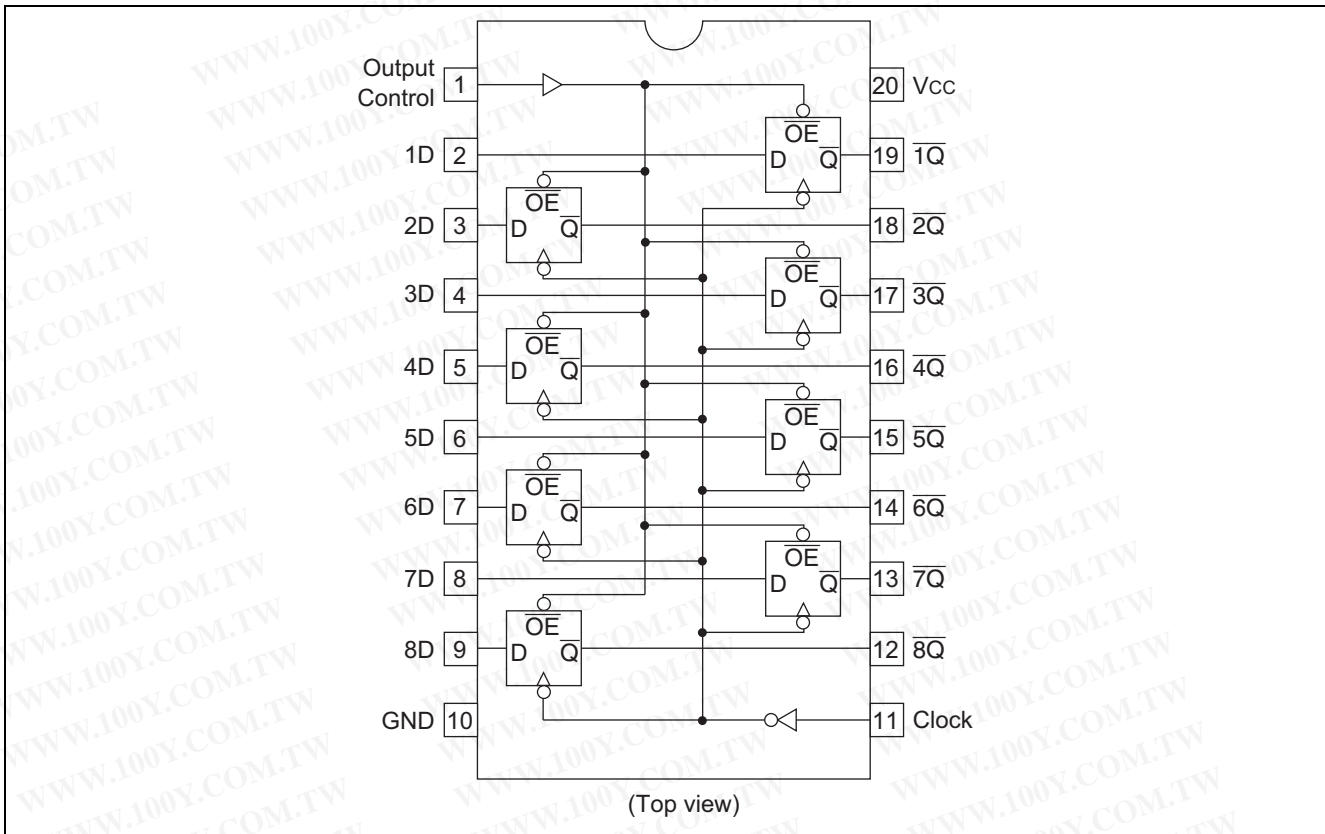 Output
Control
1
20
VCC
OE
1D
2
D
Q̅
19
1Q̅
OE
2D
3
D
Q̅
18
2Q̅
OE
3D
4
D
Q̅
17
3Q̅
OE
4D
5
D
Q̅
16
4Q̅
OE
5D
6
D
Q̅
15
5Q̅
OE
6D
7
D
Q̅
14
6Q̅
OE
7D
8
D
Q̅
13
7Q̅
OE
8D
9
D
Q̅
12
8Q̅
GND
10
11
Clock
(Top view)
WWW.100Y.COM.TW